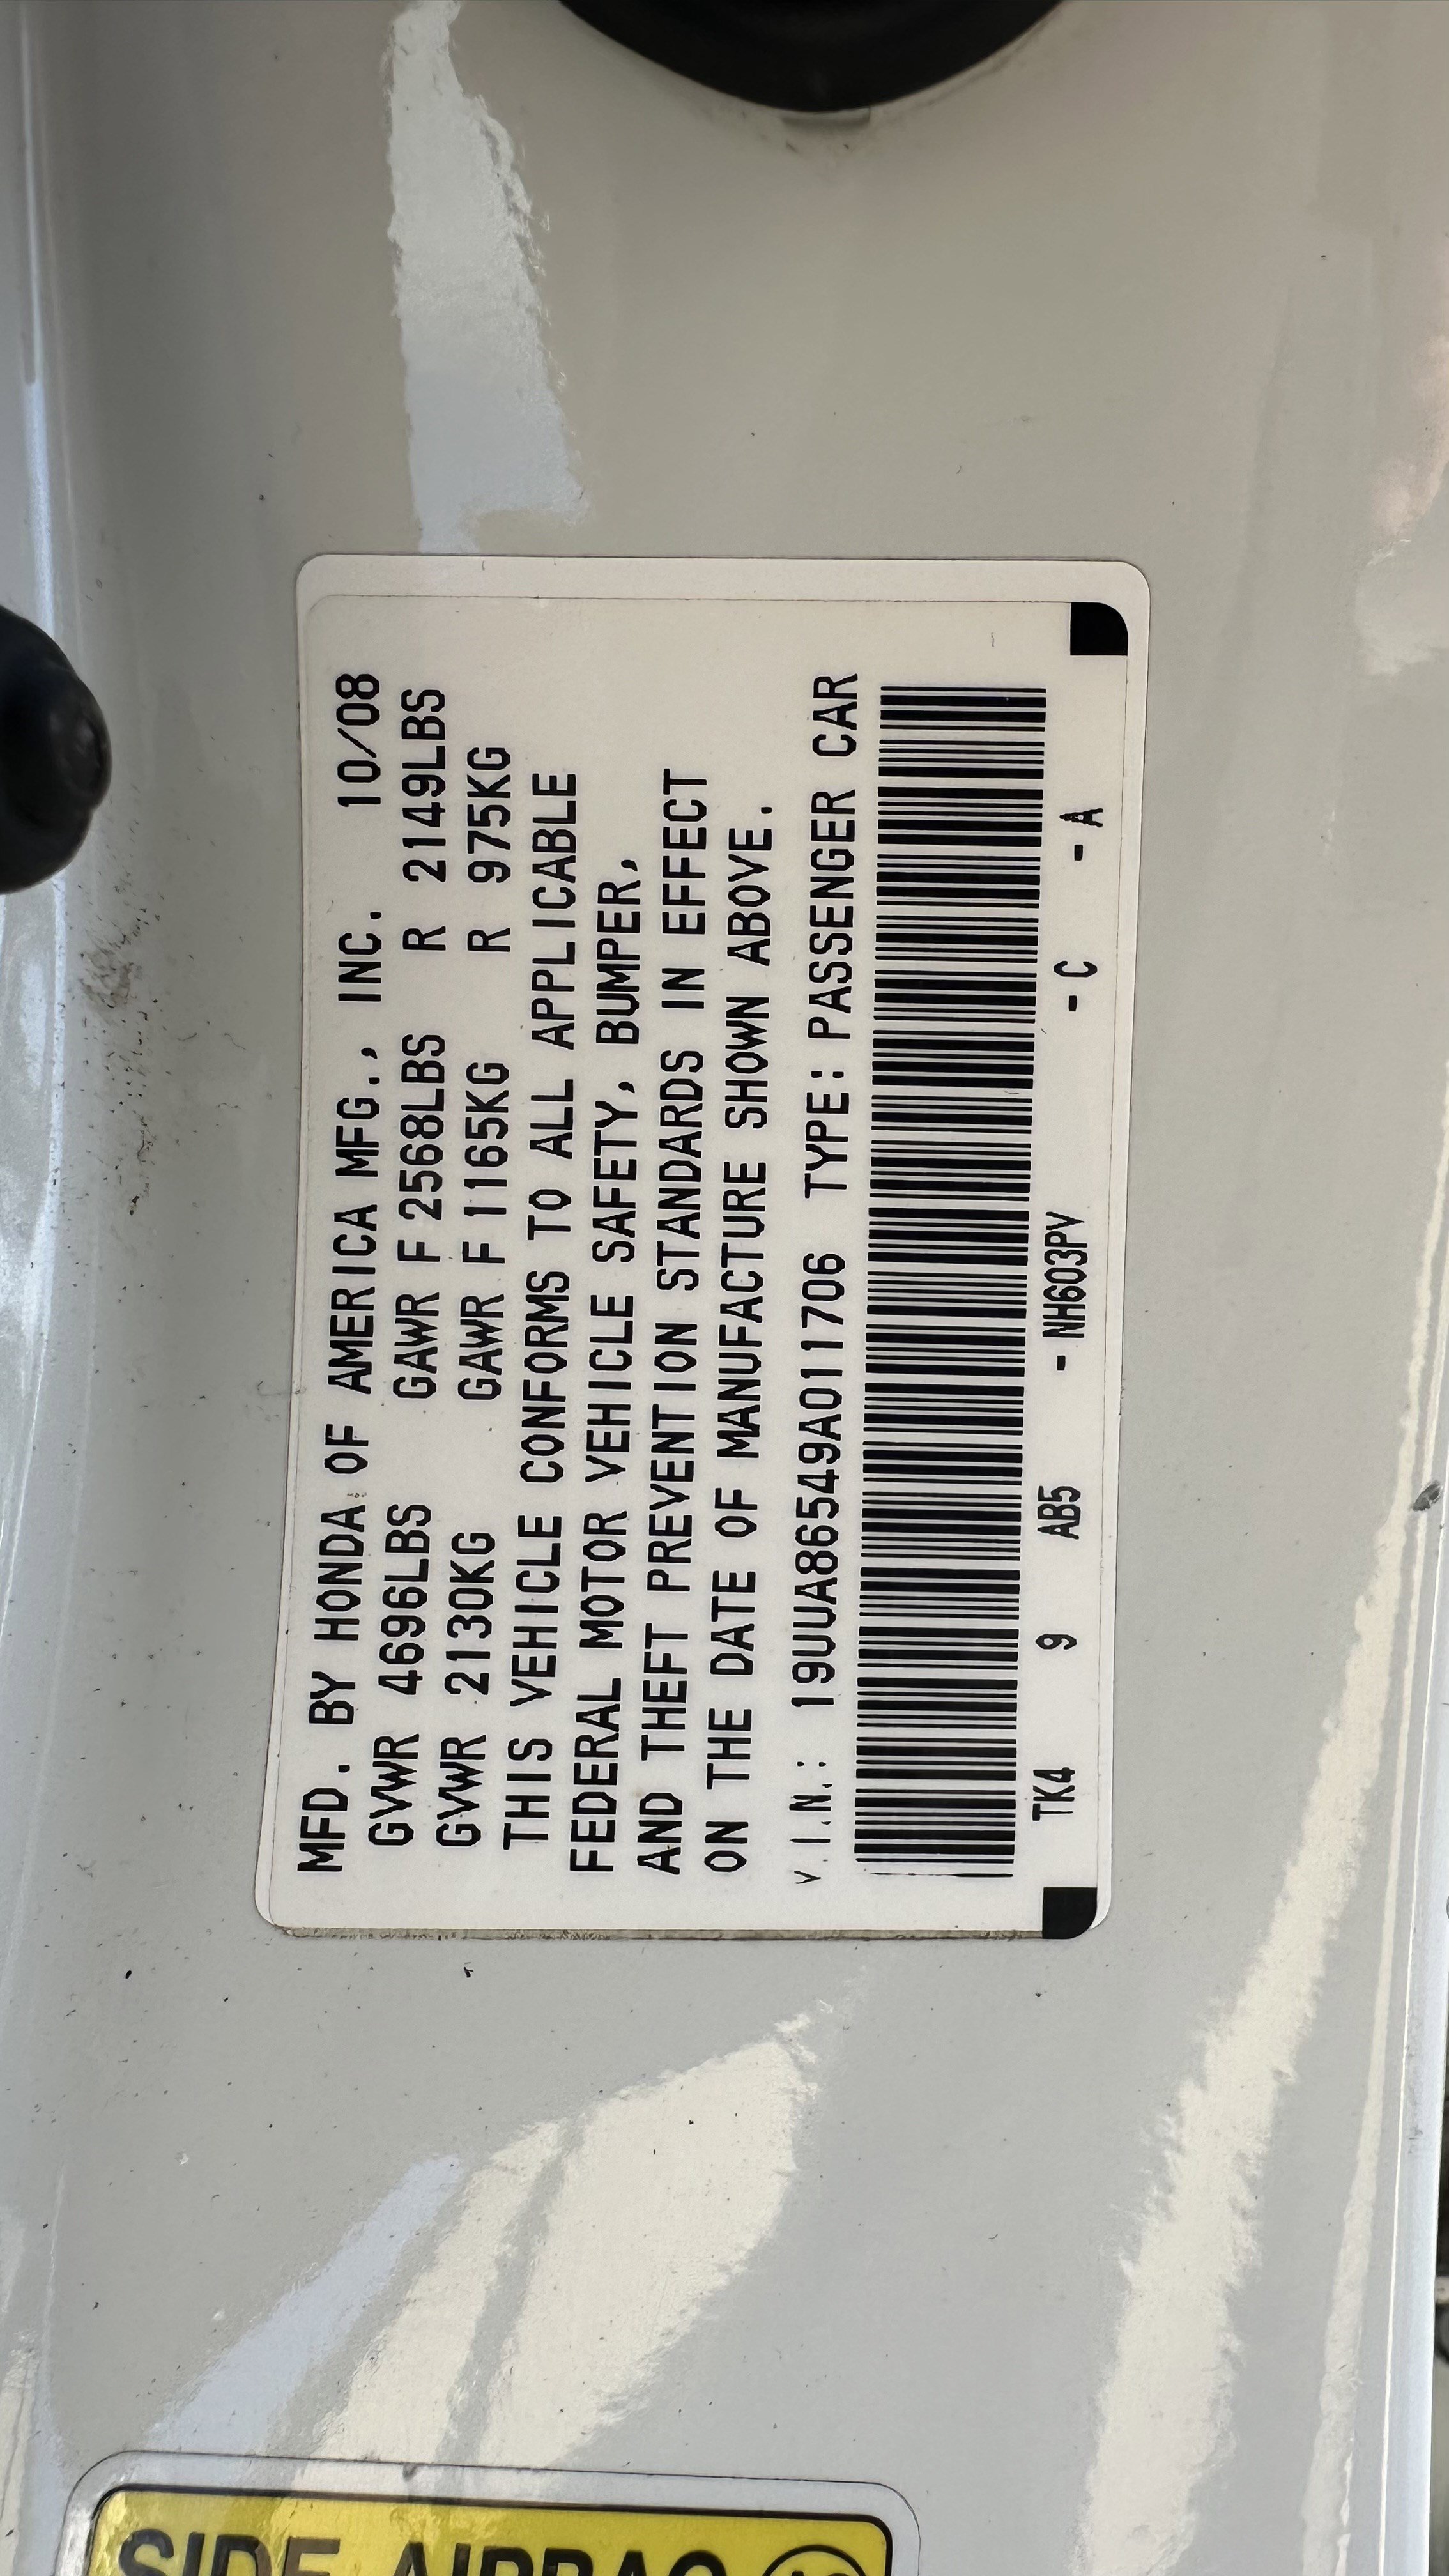 MFD. BY HONDA OF AMERICA MFG., INC. 10/08
GVWR 4696LBS GAWR F 2568LBS R 2149LBS
GVWR 2130KG GAWR F 1165KG R 975KG
THIS VEHICLE CONFORMS TO ALL APPLICABLE
FEDERAL MOTOR VEHICLE SAFETY, BUMPER,
AND THEFT PREVENTION STANDARDS IN EFFECT
ON THE DATE OF MANUFACTURE SHOWN ABOVE.
V.I.N.: 19UUA86549A011706 TYPE: PASSENGER CAR
TK4 9 AB5 - NH603PV - C - A
SIDE AIRBAG